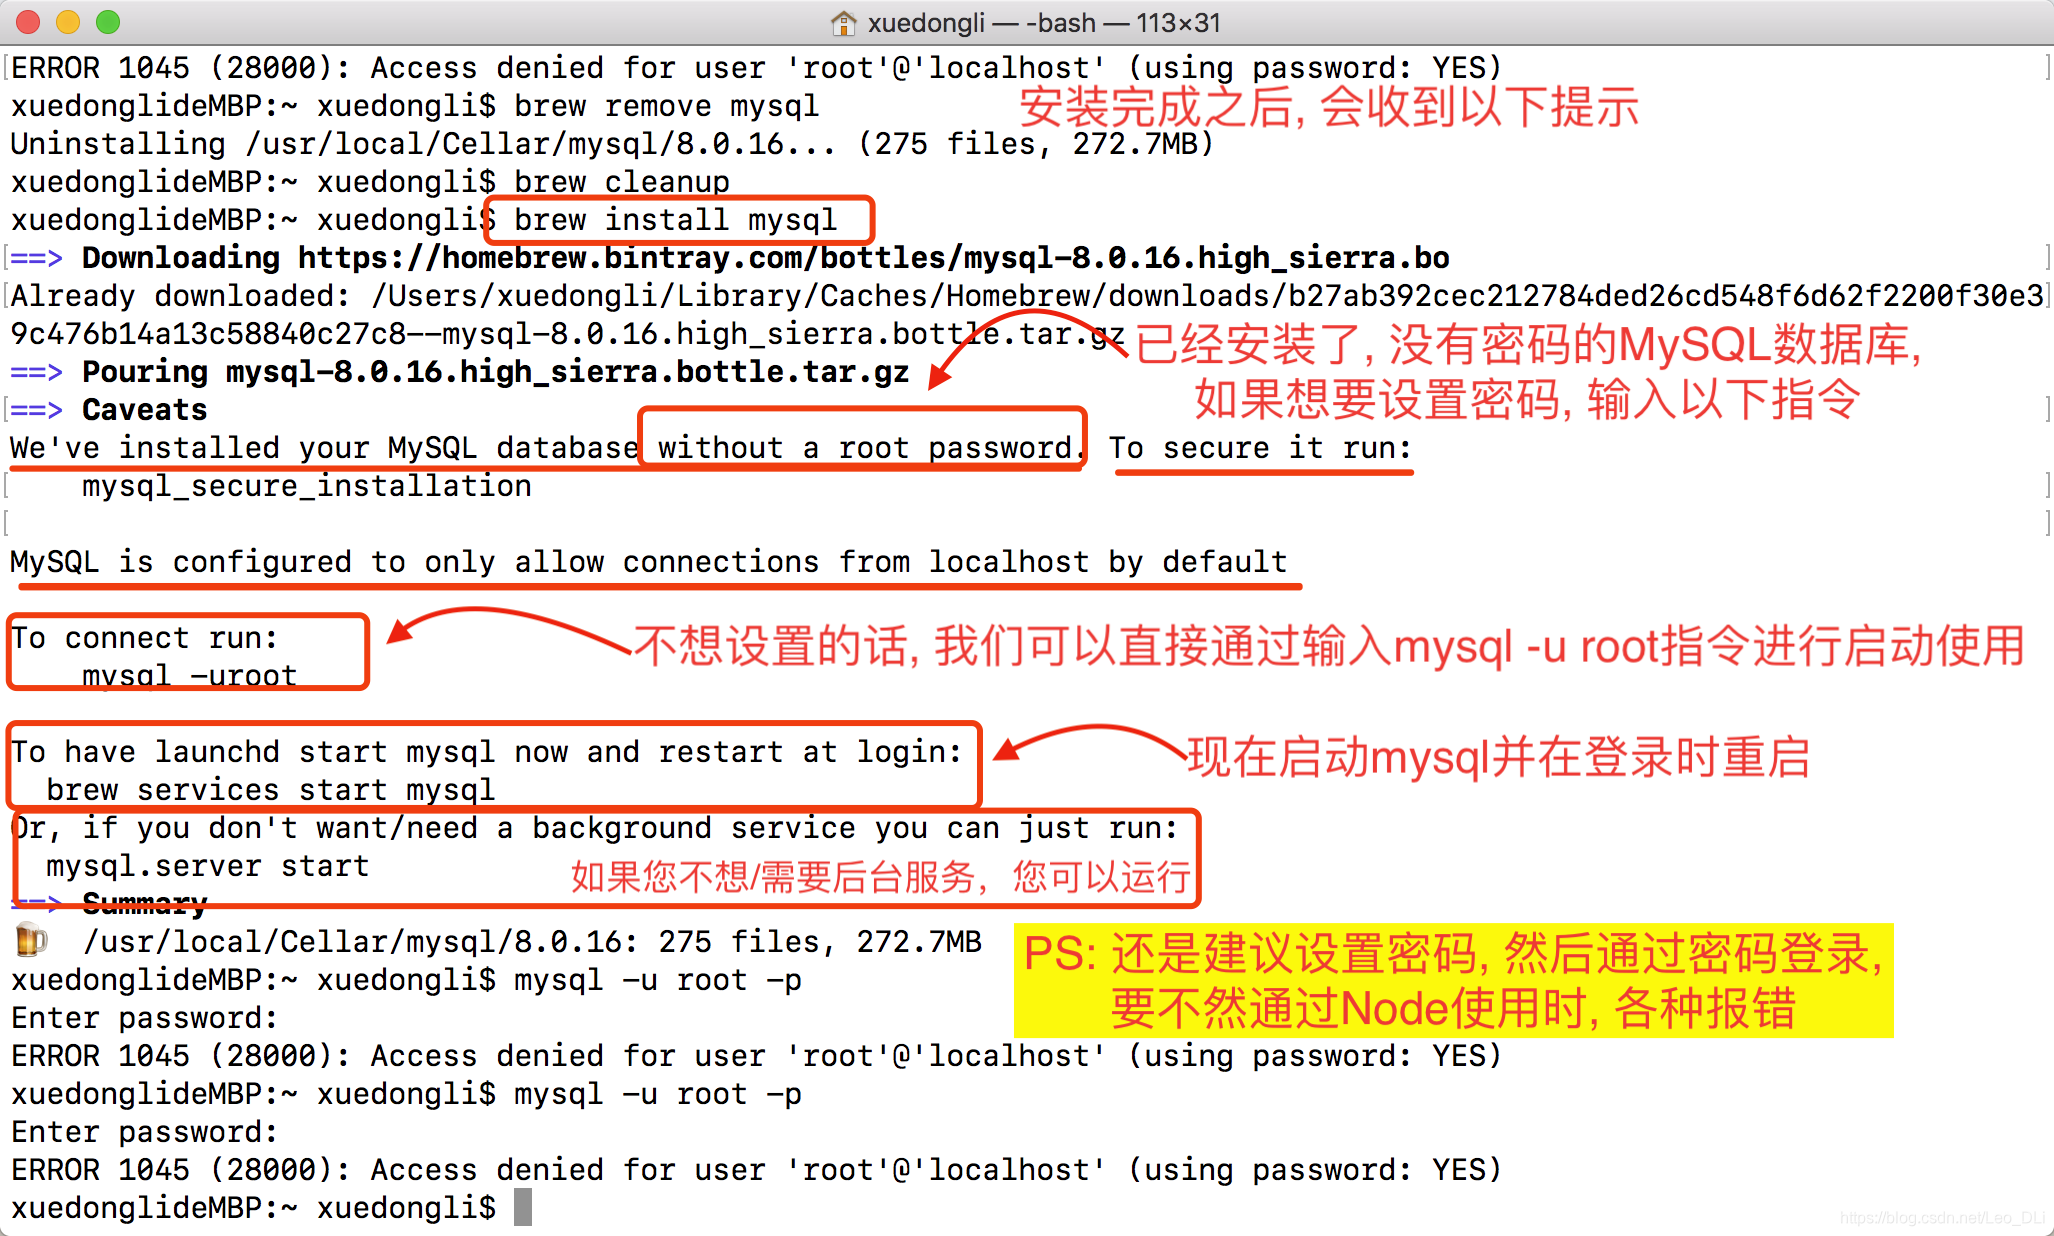 xuedongli — -bash — 113×31
ERROR 1045 (28000): Access denied for user 'root'@'localhost' (using password: YES)
xuedonglideMBP:~ xuedongli$ brew remove mysql
安装完成之后, 会收到以下提示
Uninstalling /usr/local/Cellar/mysql/8.0.16... (275 files, 272.7MB)
xuedonglideMBP:~ xuedongli$ brew cleanup
xuedonglideMBP:~ xuedongli$ brew install mysql
==> Downloading https://homebrew.bintray.com/bottles/mysql-8.0.16.high_sierra.bo
Already downloaded: /Users/xuedongli/Library/Caches/Homebrew/downloads/b27ab392cec212784ded26cd548f6d62f2200f30e3
9c476b14a13c58840c27c8--mysql-8.0.16.high_sierra.bottle.tar.gz
已经安装了, 没有密码的MySQL数据库,
==> Pouring mysql-8.0.16.high_sierra.bottle.tar.gz
如果想要设置密码, 输入以下指令
==> Caveats
We've installed your MySQL database without a root password. To secure it run:
mysql_secure_installation
MySQL is configured to only allow connections from localhost by default
To connect run:
不想设置的话, 我们可以直接通过输入mysql -u root指令进行启动使用
mysql -uroot
To have launchd start mysql now and restart at login:
现在启动mysql并在登录时重启
brew services start mysql
Or, if you don't want/need a background service you can just run:
mysql.server start
如果您不想/需要后台服务，您可以运行
==> Summary
🍺 /usr/local/Cellar/mysql/8.0.16: 275 files, 272.7MB
PS: 还是建议设置密码, 然后通过密码登录,
xuedonglideMBP:~ xuedongli$ mysql -u root -p
要不然通过Node使用时, 各种报错
Enter password:
ERROR 1045 (28000): Access denied for user 'root'@'localhost' (using password: YES)
xuedonglideMBP:~ xuedongli$ mysql -u root -p
Enter password:
ERROR 1045 (28000): Access denied for user 'root'@'localhost' (using password: YES)
xuedonglideMBP:~ xuedongli$
https://blog.csdn.net/Leo_DLi